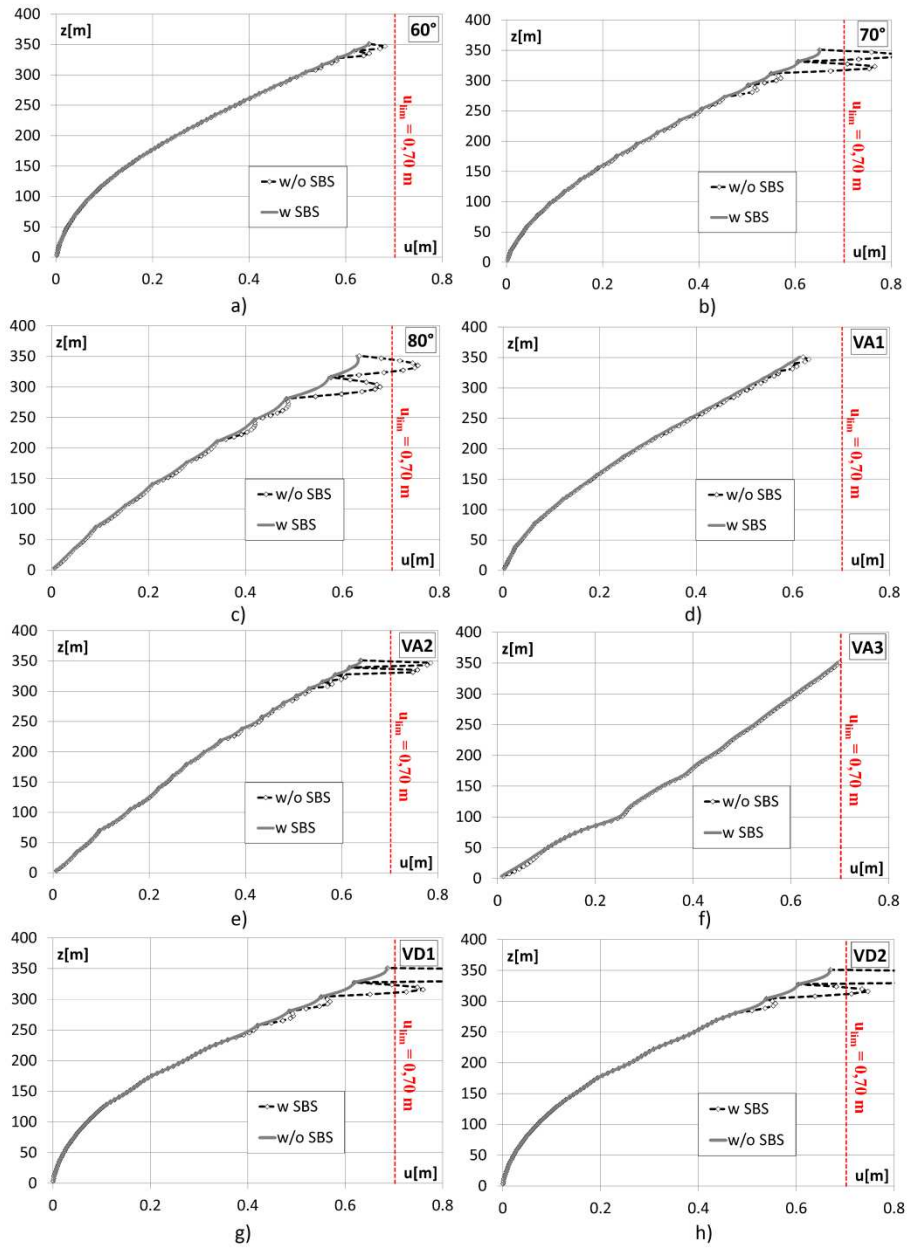 400 z[m] 60°
350
300
250
200
150
100
50
0
w/o SBS
w SBS
u_lim = 0,70 m
u[m]
0 0.2 0.4 0.6 0.8
a)
400 z[m] 70°
350
300
250
200
150
100
50
0
w/o SBS
w SBS
u_lim = 0,70 m
u[m]
0 0.2 0.4 0.6 0.8
b)
400 z[m] 80°
350
300
250
200
150
100
50
0
w/o SBS
w SBS
u_lim = 0,70 m
u[m]
0 0.2 0.4 0.6 0.8
c)
400 z[m] VA1
350
300
250
200
150
100
50
0
w/o SBS
w SBS
u_lim = 0,70 m
u[m]
0 0.2 0.4 0.6 0.8
d)
400 z[m] VA2
350
300
250
200
150
100
50
0
w/o SBS
w SBS
u_lim = 0,70 m
u[m]
0 0.2 0.4 0.6 0.8
e)
400 z[m] VA3
350
300
250
200
150
100
50
0
w/o SBS
w SBS
u_lim = 0,70 m
u[m]
0 0.2 0.4 0.6 0.8
f)
400 z[m] VD1
350
300
250
200
150
100
50
0
w SBS
w/o SBS
u_lim = 0,70 m
u[m]
0 0.2 0.4 0.6 0.8
g)
400 z[m] VD2
350
300
250
200
150
100
50
0
w SBS
w/o SBS
u_lim = 0,70 m
u[m]
0 0.2 0.4 0.6 0.8
h)